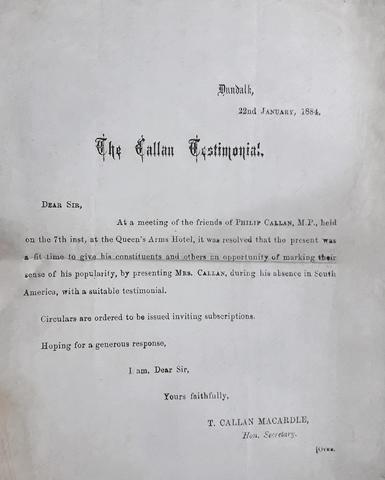 Dundalk,
22nd January, 1884.
The Callan Testimonial.
Dear Sir,
At a meeting of the friends of Philip Callan, M.P., held
on the 7th inst, at the Queen's Arms Hotel, it was resolved that the present was
a fit time to give his constituents and others an opportunity of marking their
sense of his popularity, by presenting Mrs. Callan, during his absence in South
America, with a suitable testimonial.
Circulars are ordered to be issued inviting subscriptions.
Hoping for a generous response,
I am, Dear Sir,
Yours faithfully,
T. CALLAN MACARDLE,
Hon. Secretary.
[Over.